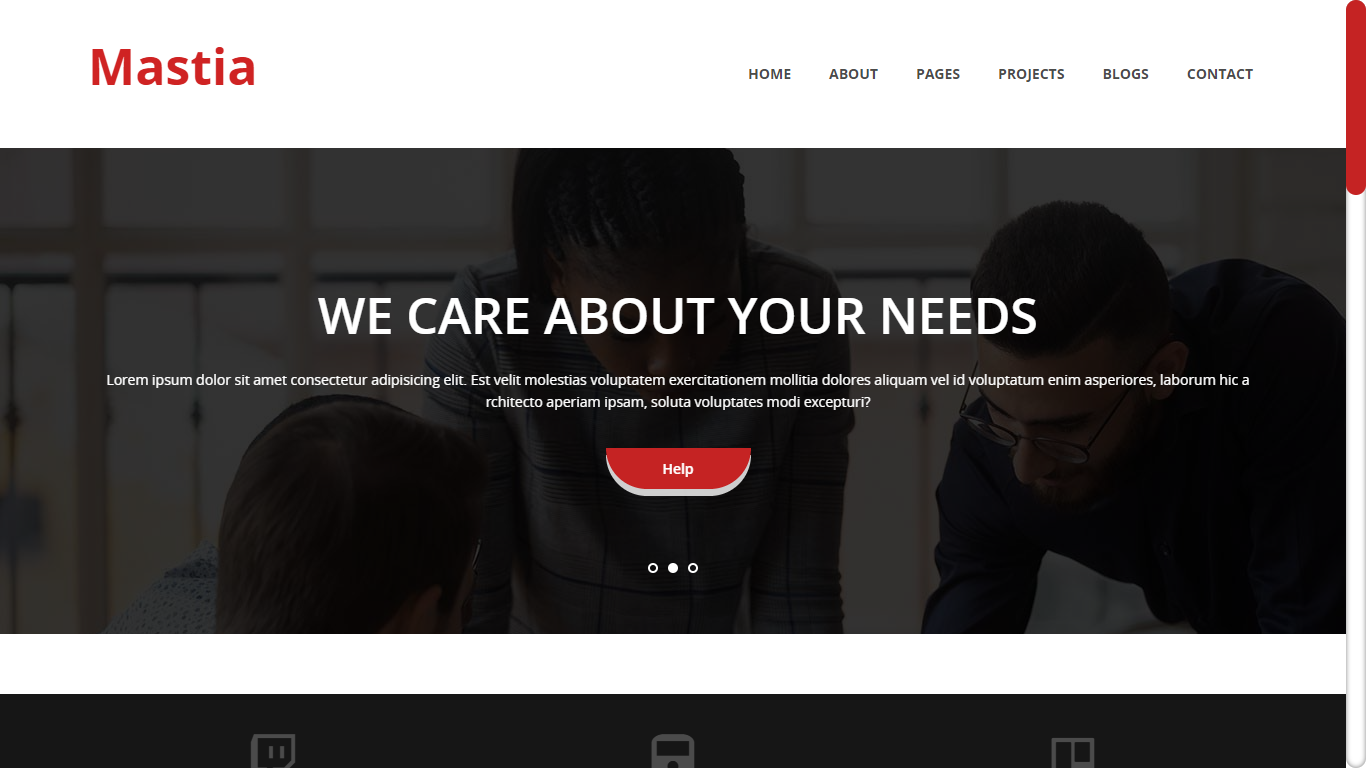 Mastia
HOME ABOUT PAGES PROJECTS BLOGS CONTACT
WE CARE ABOUT YOUR NEEDS
Lorem ipsum dolor sit amet consectetur adipisicing elit. Est velit molestias voluptatem exercitationem mollitia dolores aliquam vel id voluptatum enim asperiores, laborum hic a
rchitecto aperiam ipsam, soluta voluptates modi excepturi?
Help